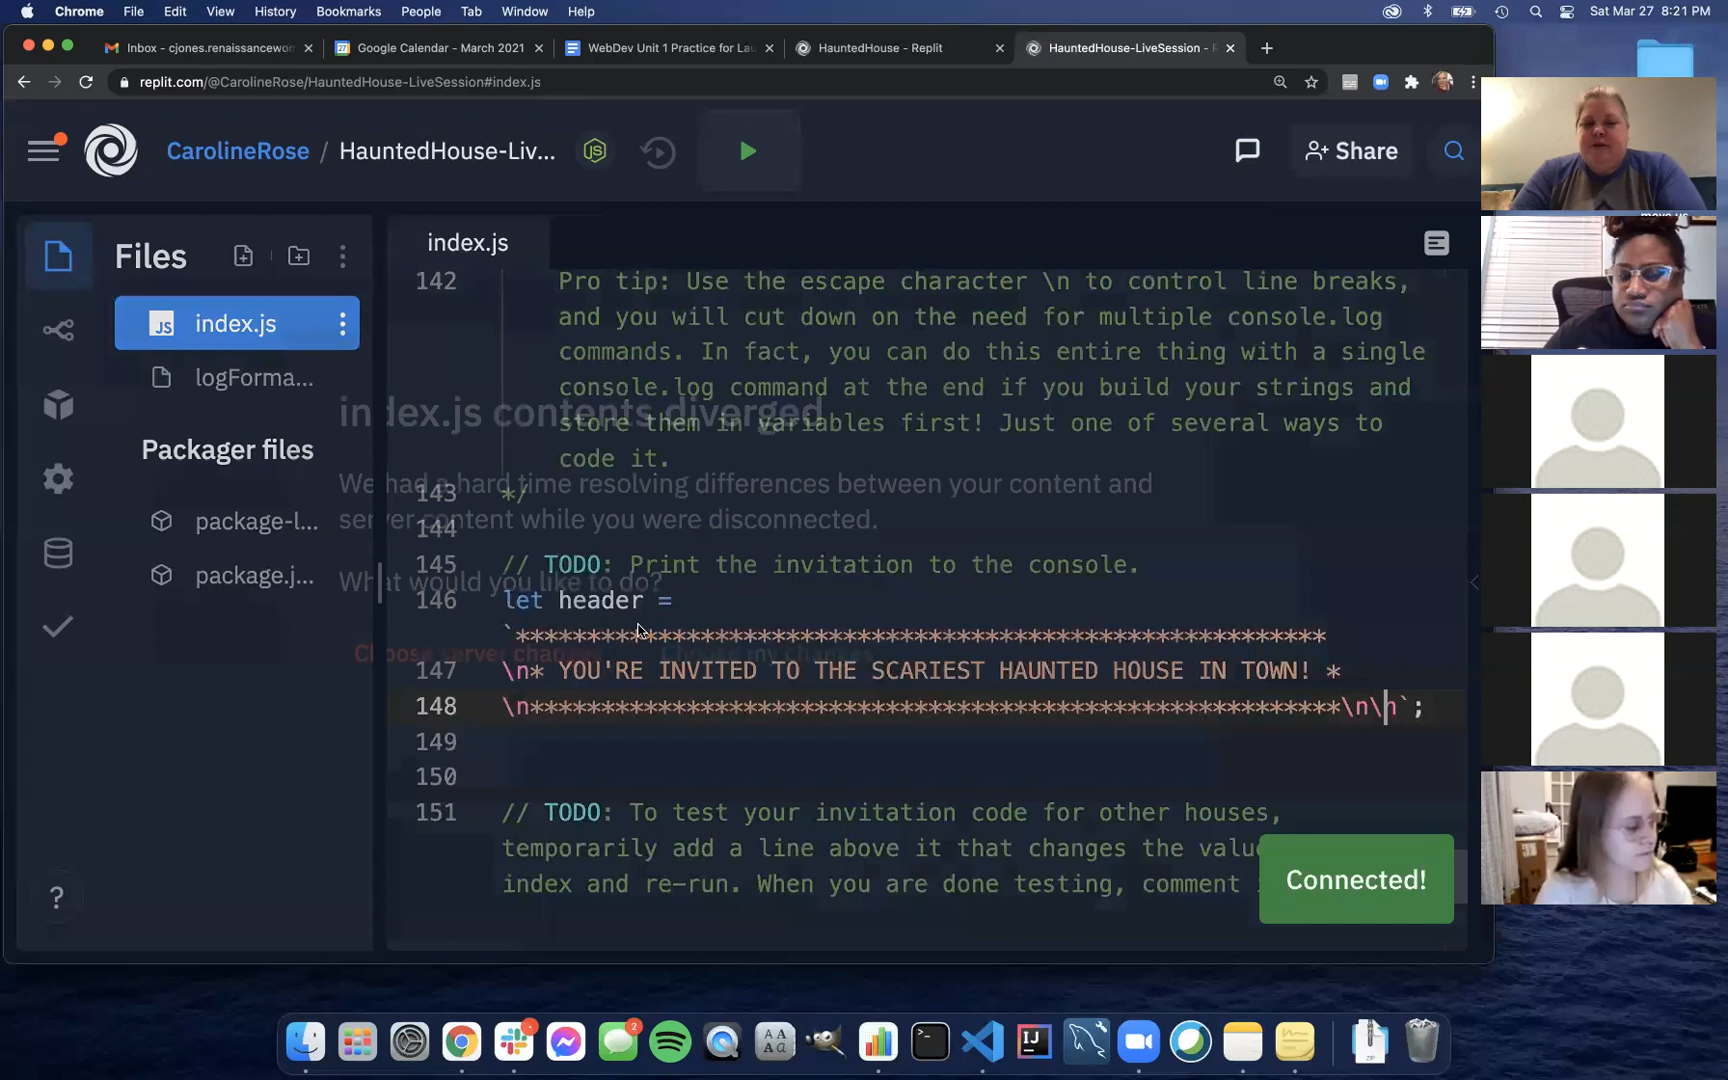 Chrome File Edit View History Bookmarks People Tab Window Help Sat Mar 27 8:21 PM
Inbox - cjones.renaissancewon Google Calendar - March 2021 WebDev Unit 1 Practice for Lau HauntedHouse - Replit HauntedHouse-LiveSession - R
replit.com/@CarolineRose/HauntedHouse-LiveSession#index.js
CarolineRose / HauntedHouse-Liv... Share
Files
index.js
logForma...
Packager files
package-l...
package.j...
index.js
142 Pro tip: Use the escape character \n to control line breaks,
and you will cut down on the need for multiple console.log
commands. In fact, you can do this entire thing with a single
console.log command at the end if you build your strings and
store them in variables first! Just one of several ways to
code it.
143 */
144
145 // TODO: Print the invitation to the console.
146 let header =
`*********************************************************
147 \n* YOU'RE INVITED TO THE SCARIEST HAUNTED HOUSE IN TOWN! *
148 \n*********************************************************\n\n`;
149
150
151 // TODO: To test your invitation code for other houses,
temporarily add a line above it that changes the valu
index and re-run. When you are done testing, comment
index.js contents diverged
We had a hard time resolving differences between your content and
server content while you were disconnected.
What would you like to do?
Choose server changes Choose my changes
Connected!
2